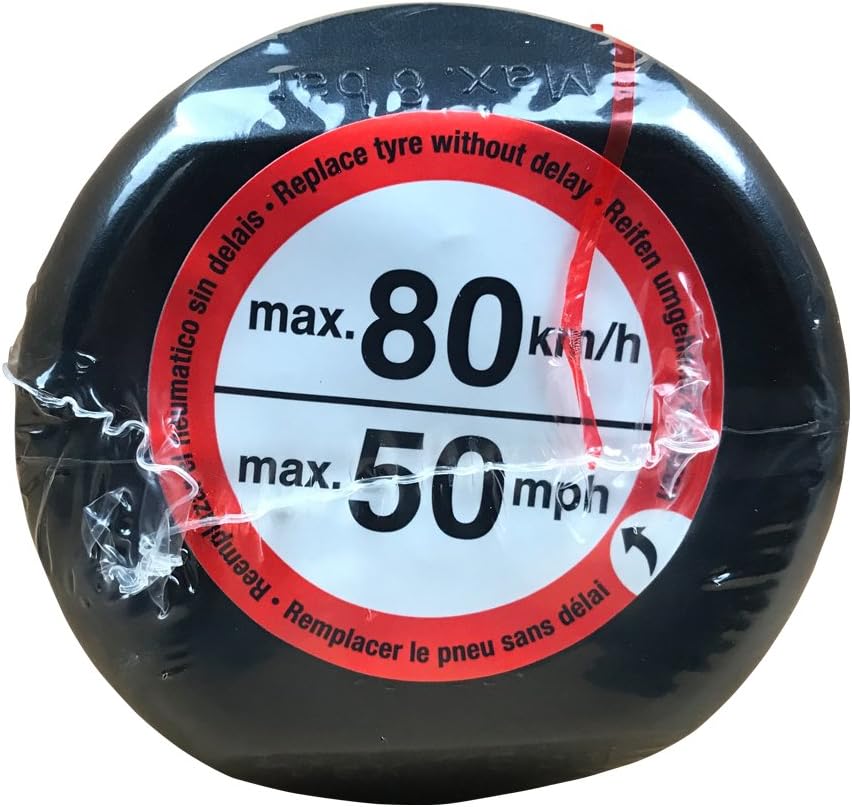 Max. 8 bar
Replace tyre without delay • Reifen umgehend
max. 80 km/h
max. 50 mph
Remplacer le pneu sans délai •
neumatico sin delais •